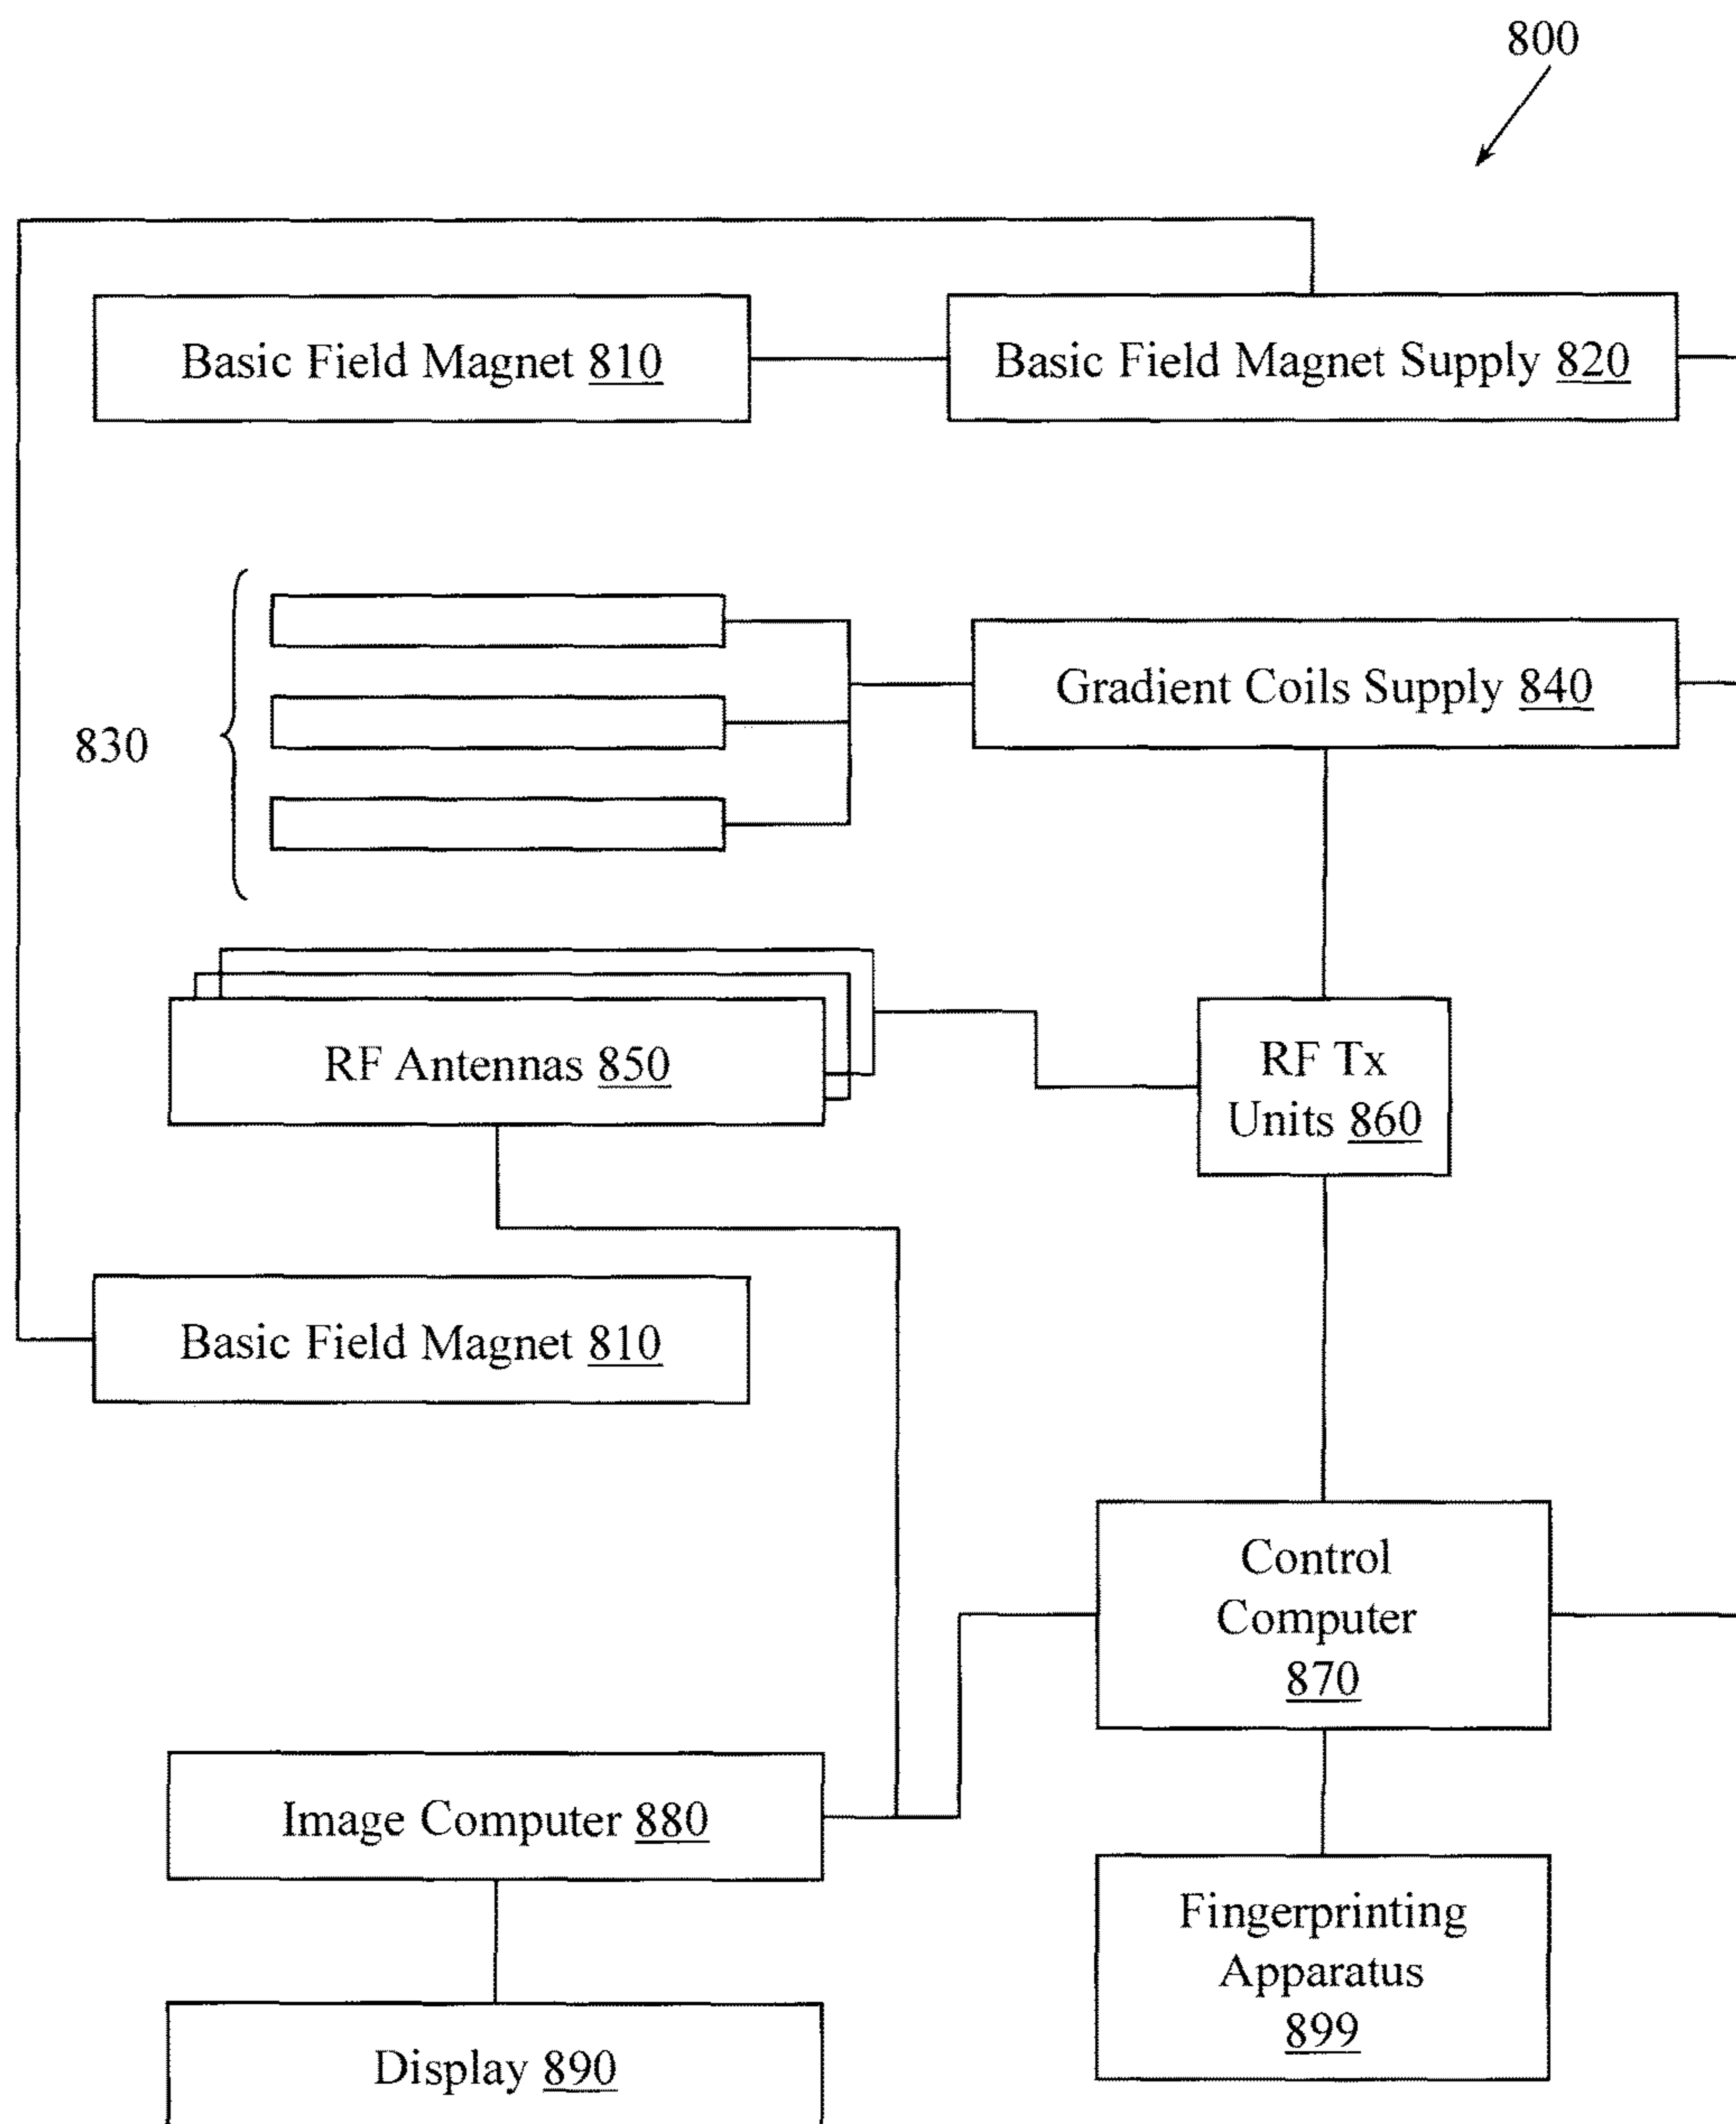 800
Basic Field Magnet 810
Basic Field Magnet Supply 820
830
Gradient Coils Supply 840
RF Antennas 850
RF Tx
Units 860
Basic Field Magnet 810
Control
Computer
870
Image Computer 880
Fingerprinting
Apparatus
899
Display 890